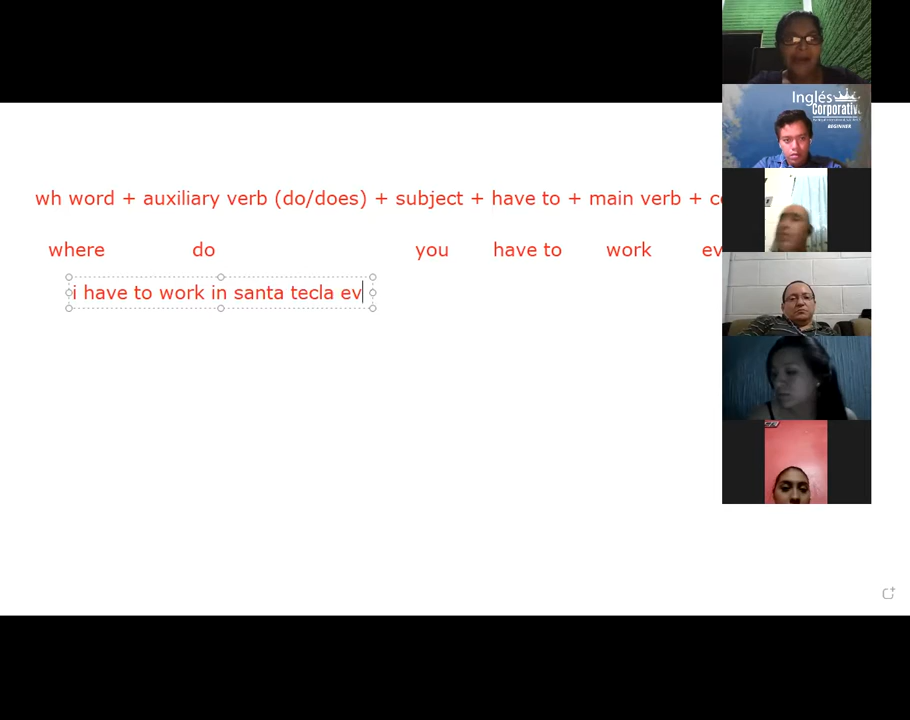 Inglés
Corporativ
BEGINNER
wh word + auxiliary verb (do/does) + subject + have to + main verb + c
where do you have to work ev
i have to work in santa tecla ev